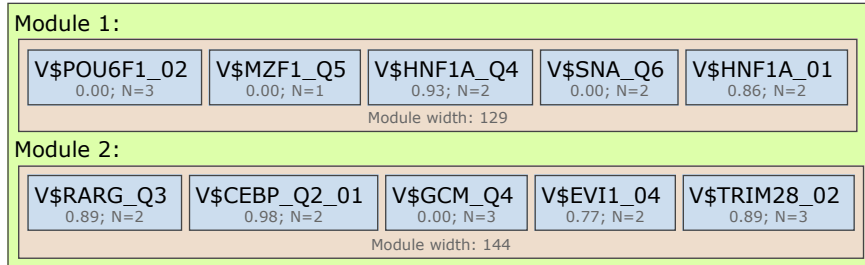 Module 1:
V$POU6F1_02 V$MZF1_Q5 V$HNF1A_Q4 V$SNA_Q6 V$HNF1A_01
0.00; N=3 0.00; N=1 0.93; N=2 0.00; N=2 0.86; N=2
Module width: 129
Module 2:
V$RARG_Q3 V$CEBP_Q2_01 V$GCM_Q4 V$EVI1_04 V$TRIM28_02
0.89; N=2 0.98; N=2 0.00; N=3 0.77; N=2 0.89; N=3
Module width: 144